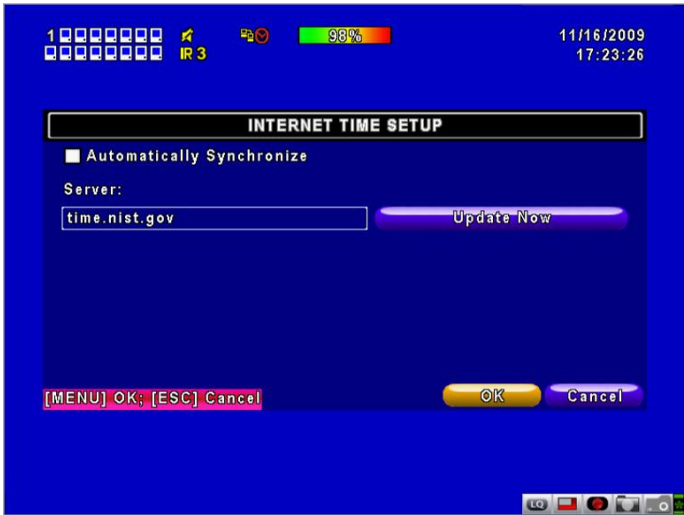 1 98% 11/16/2009
IR 3 17:23:26
INTERNET TIME SETUP
Automatically Synchronize
Server:
time.nist.gov Update Now
[MENU] OK; [ESC] Cancel OK Cancel
LQ